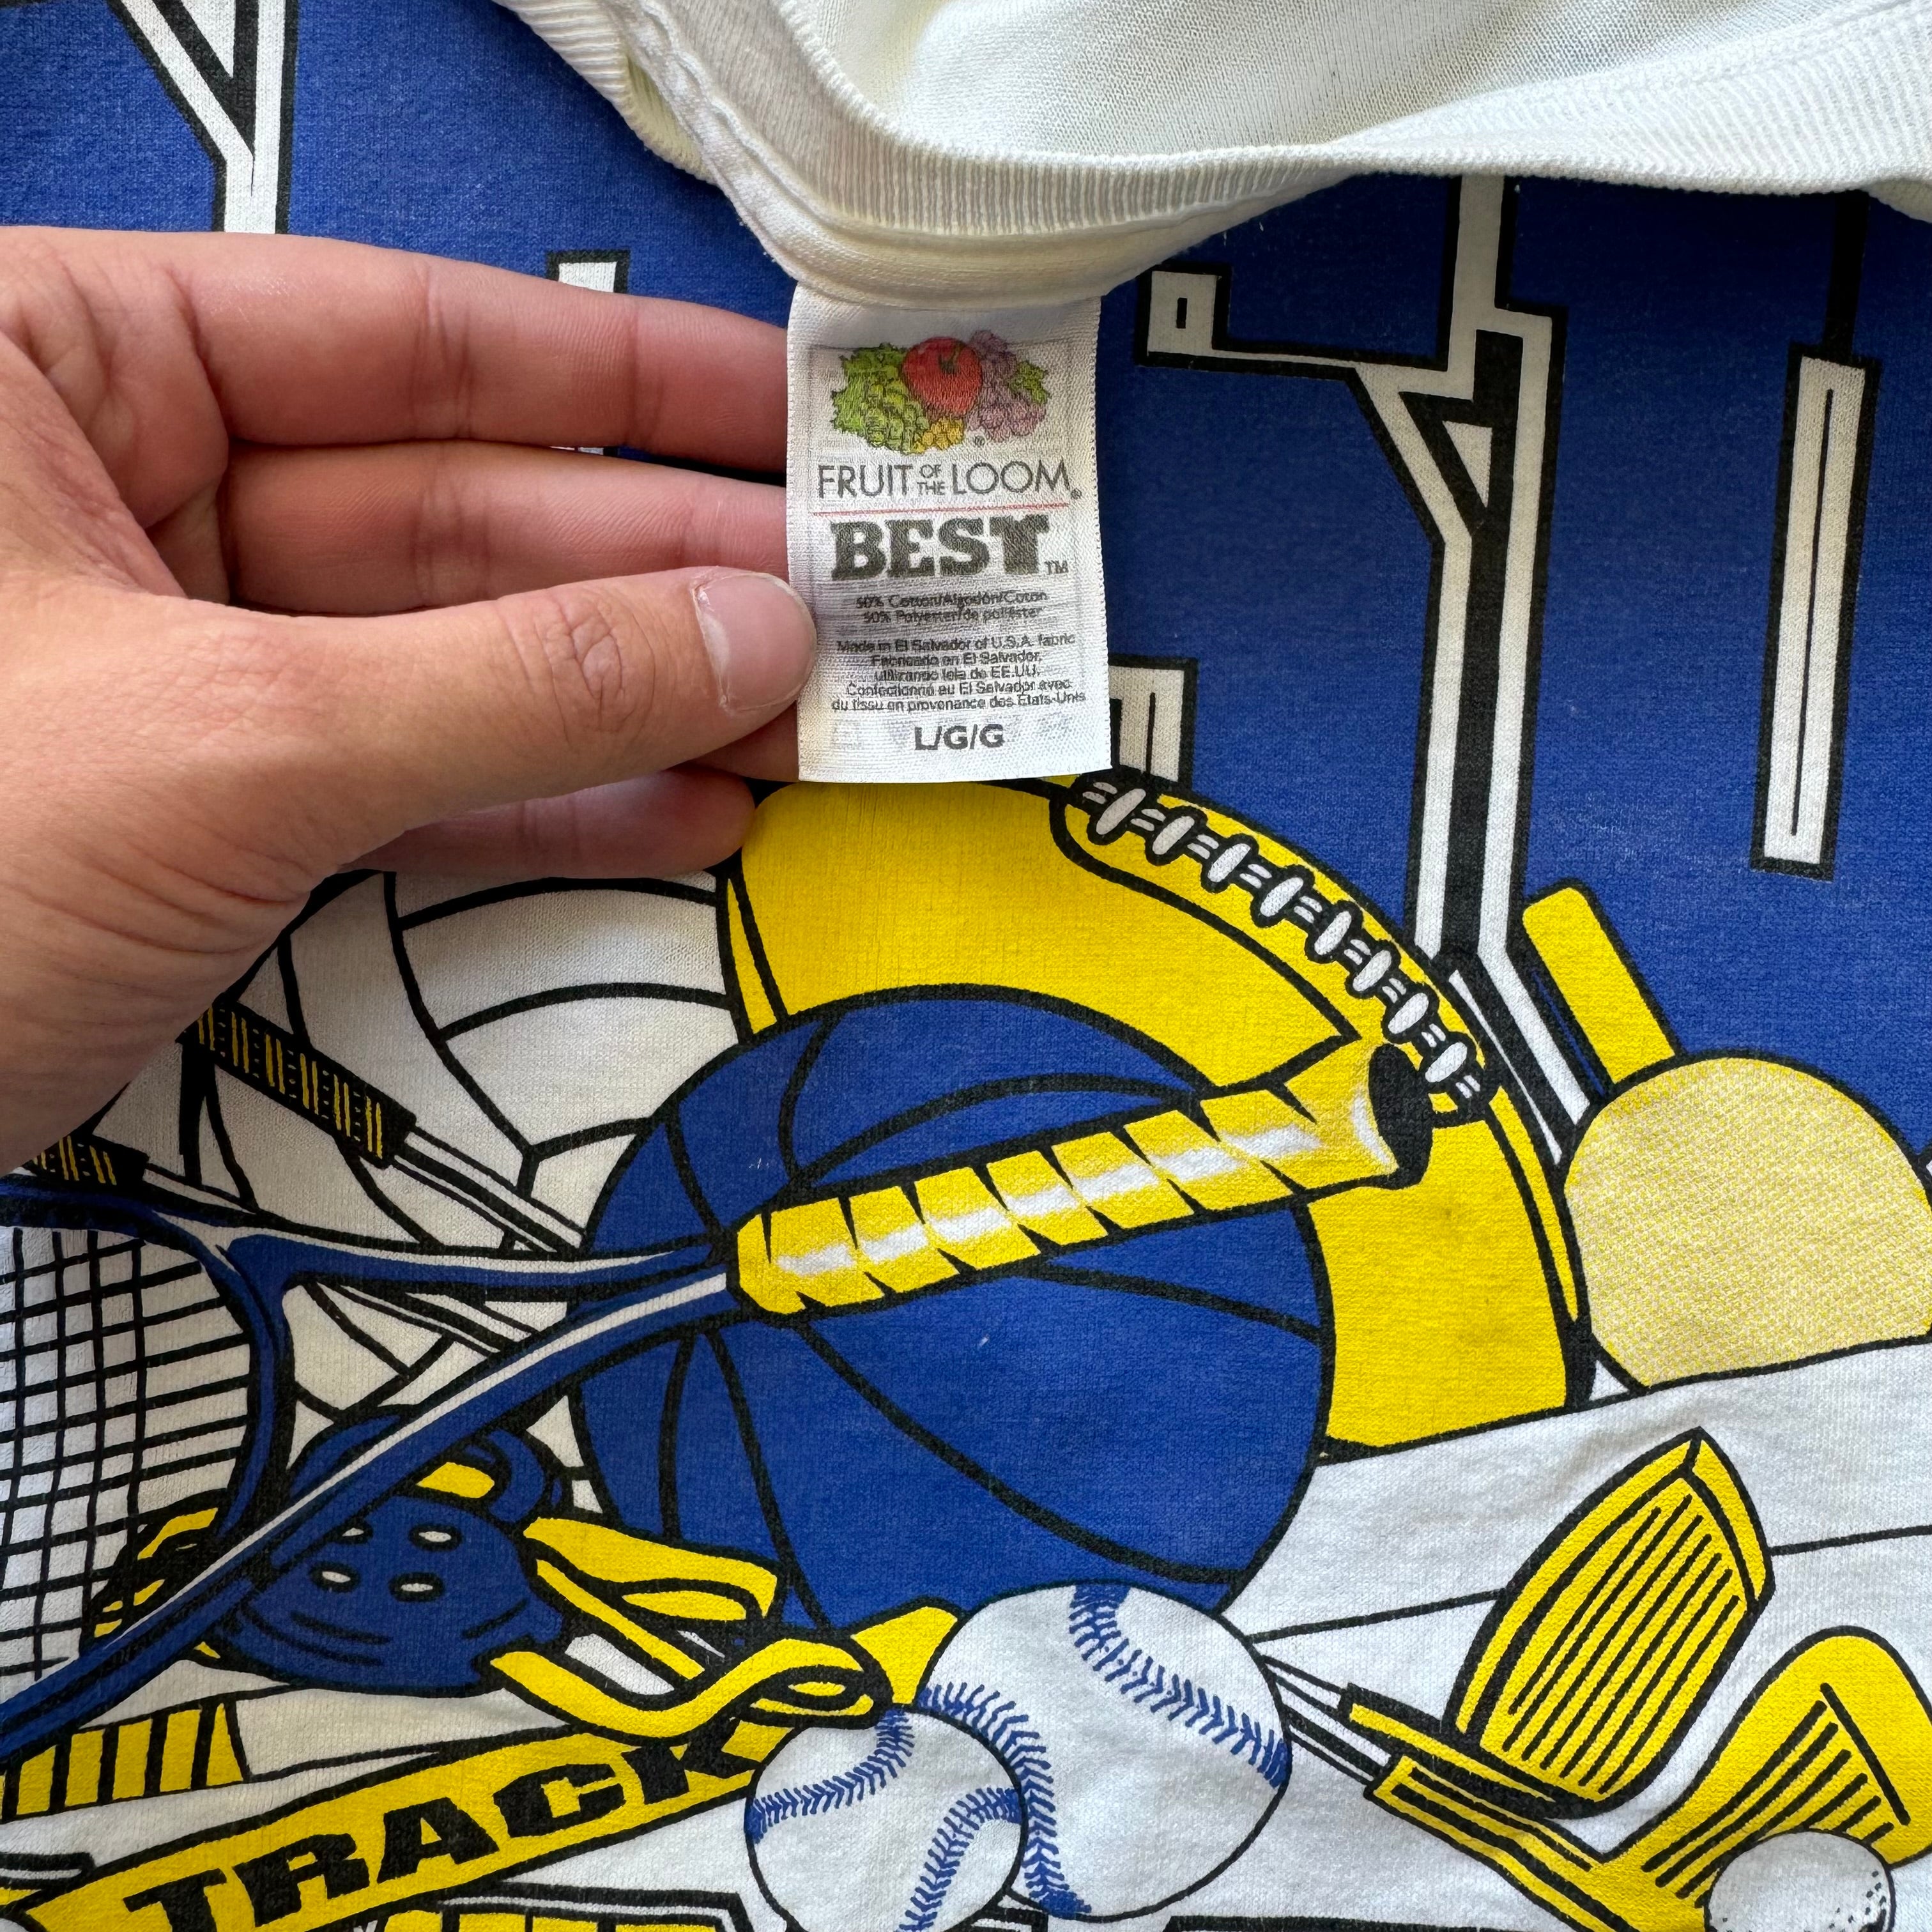 FRUIT OF THE LOOM®
BEST™
50% Cotton/Algodón/Coton
50% Polyester/de poliéster
Made in El Salvador of U.S.A. fabric
Fabricado en El Salvador,
utilizando tela de EE.UU.
Confectionné au El Salvador avec
du tissu en provenance des États-Unis
L/G/G
TRACK